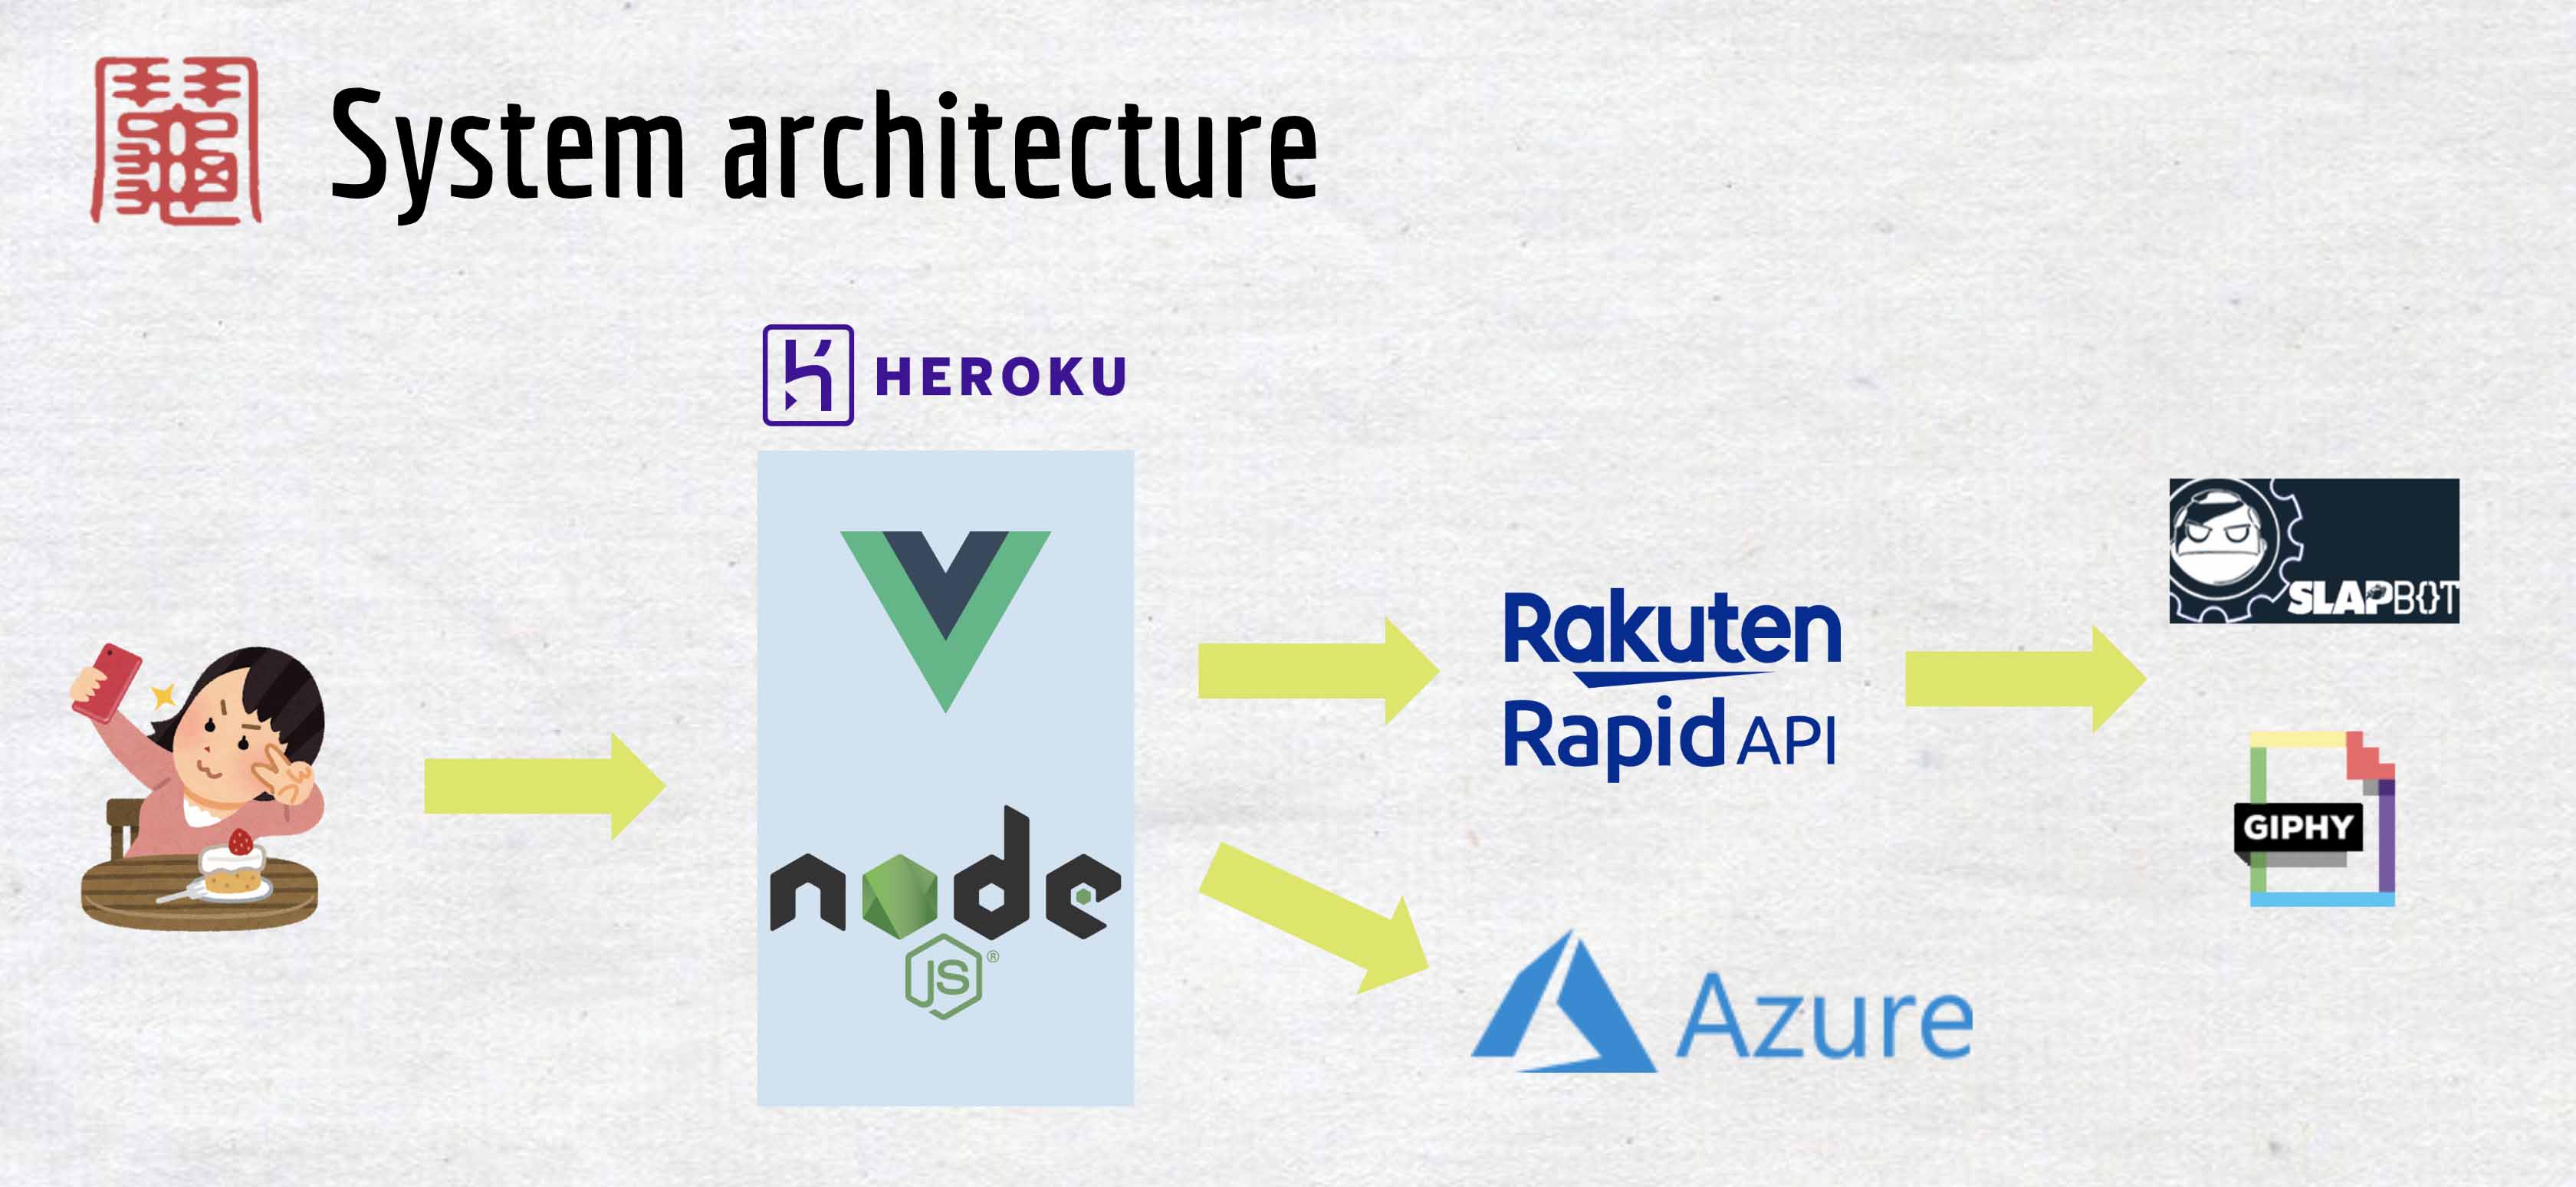 System architecture
HEROKU
node
JS®
Rakuten
Rapid API
Azure
SLAPBOT
GIPHY